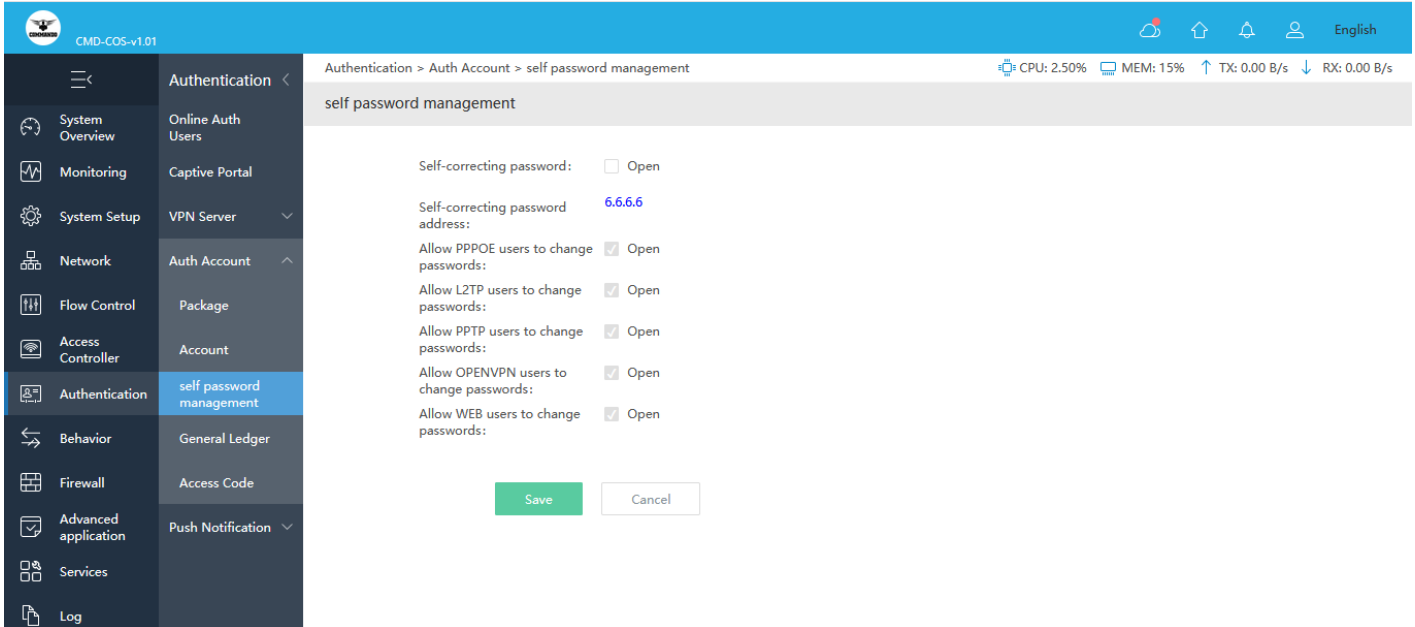 COMMANDO
CMD-COS-v1.01
English
Authentication
Authentication > Auth Account > self password management
CPU: 2.50%
MEM: 15%
TX: 0.00 B/s
RX: 0.00 B/s
self password management
System
Overview
Monitoring
System Setup
Network
Flow Control
Access
Controller
Authentication
Behavior
Firewall
Advanced
application
Services
Log
Online Auth
Users
Captive Portal
VPN Server
Auth Account
Package
Account
self password
management
General Ledger
Access Code
Push Notification
Self-correcting password:
Open
Self-correcting password
address:
6.6.6.6
Allow PPPOE users to change
passwords:
Open
Allow L2TP users to change
passwords:
Open
Allow PPTP users to change
passwords:
Open
Allow OPENVPN users to
change passwords:
Open
Allow WEB users to change
passwords:
Open
Save
Cancel